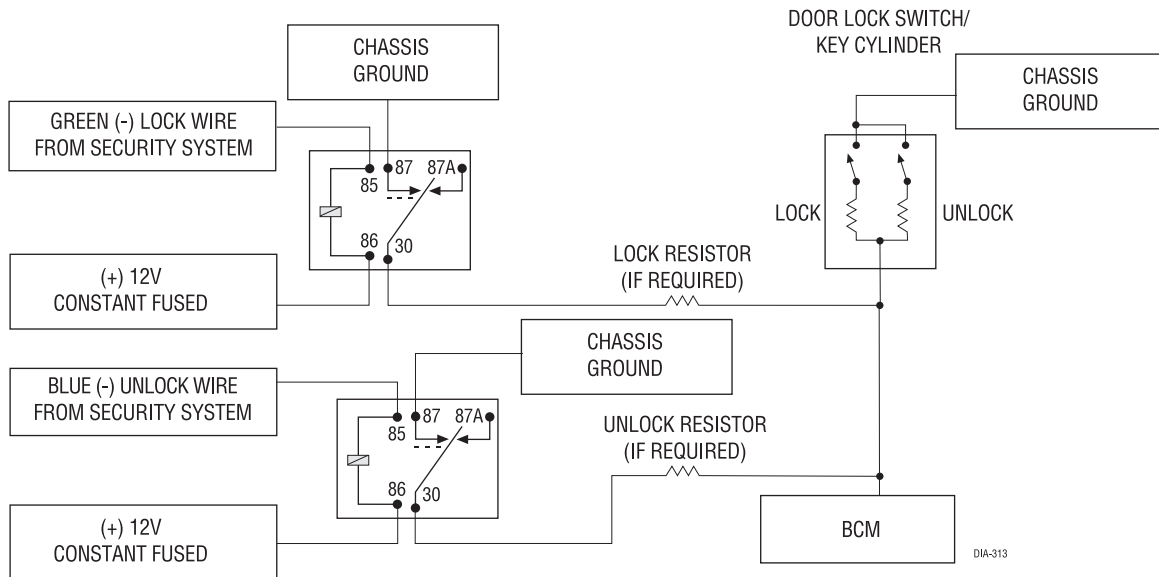 DOOR LOCK SWITCH/
KEY CYLINDER
CHASSIS
GROUND
CHASSIS
GROUND
GREEN (-) LOCK WIRE
FROM SECURITY SYSTEM
87
87A
85
86
30
LOCK
UNLOCK
(+) 12V
CONSTANT FUSED
LOCK RESISTOR
(IF REQUIRED)
CHASSIS
GROUND
BLUE (-) UNLOCK WIRE
FROM SECURITY SYSTEM
87
87A
85
86
30
UNLOCK RESISTOR
(IF REQUIRED)
(+) 12V
CONSTANT FUSED
BCM
DIA-313